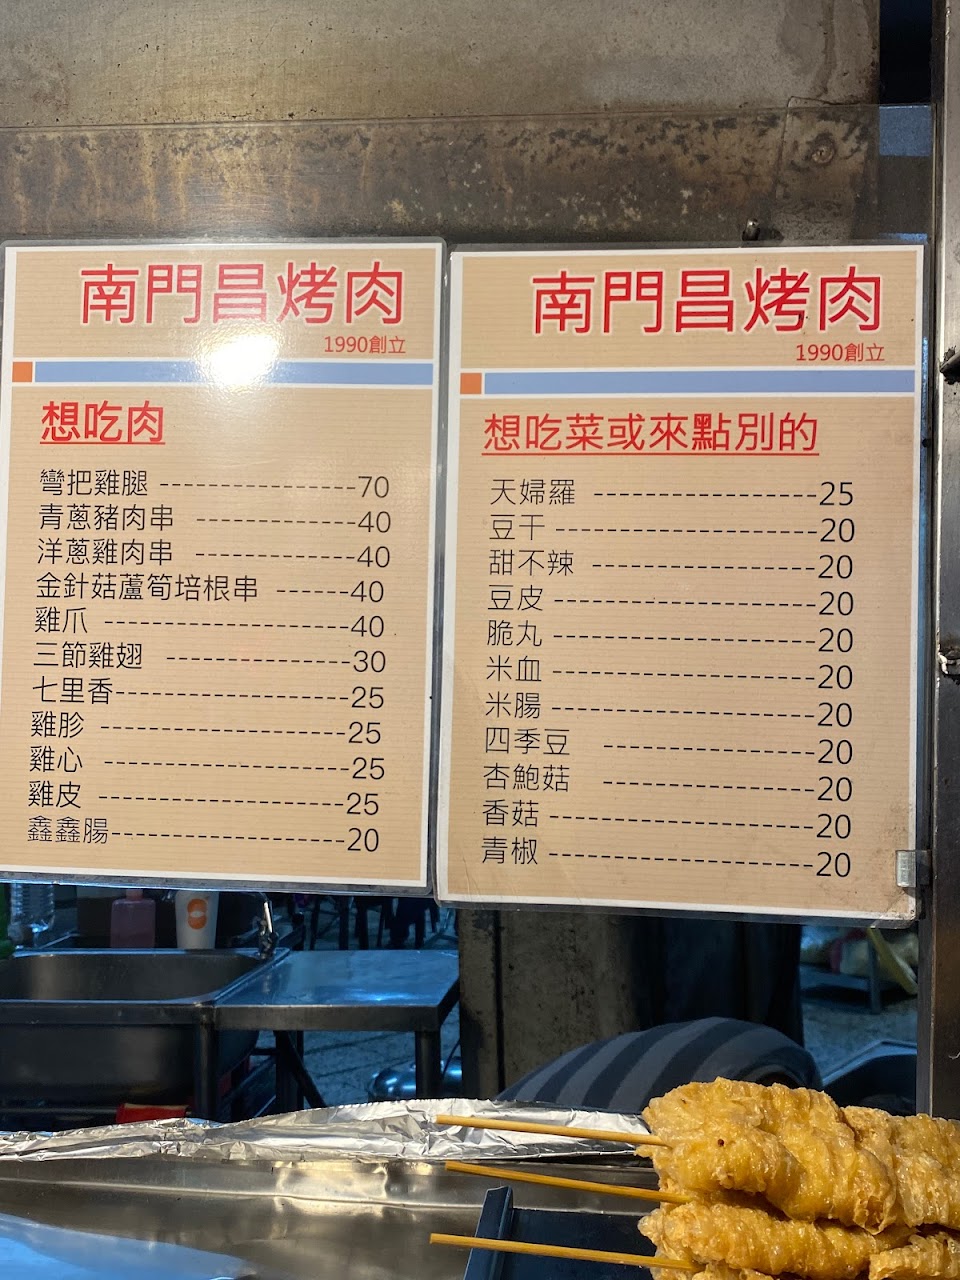 南門昌烤肉
1990創立
想吃肉
彎把雞腿 ----------------70
青蔥豬肉串 -------------40
洋蔥雞肉串 -------------40
金針菇蘆筍培根串 ------40
雞爪 --------------------40
三節雞翅 ---------------30
七里香-------------------25
雞胗 --------------------25
雞心 --------------------25
雞皮 --------------------25
鑫鑫腸-------------------20
南門昌烤肉
1990創立
想吃菜或來點別的
天婦羅 ------------------25
豆干 ---------------------20
甜不辣 ------------------20
豆皮 ---------------------20
脆丸 ---------------------20
米血 ---------------------20
米腸 ---------------------20
四季豆 -----------------20
杏鮑菇 -----------------20
香菇 ---------------------20
青椒 ---------------------20